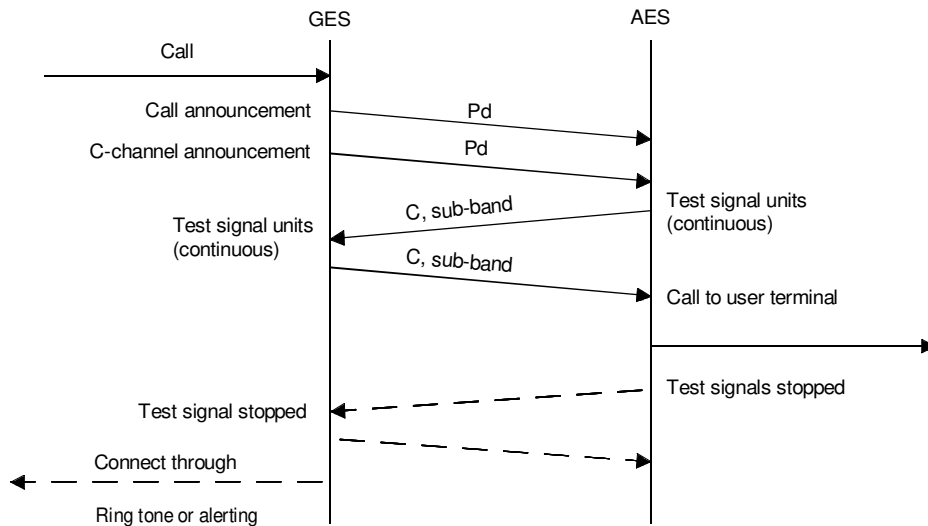 GES
AES
Call
Call announcement
Pd
C-channel announcement
Pd
C, sub-band
Test signal units
(continuous)
Test signal units
(continuous)
C, sub-band
Call to user terminal
Test signals stopped
Test signal stopped
Connect through
Ring tone or alerting